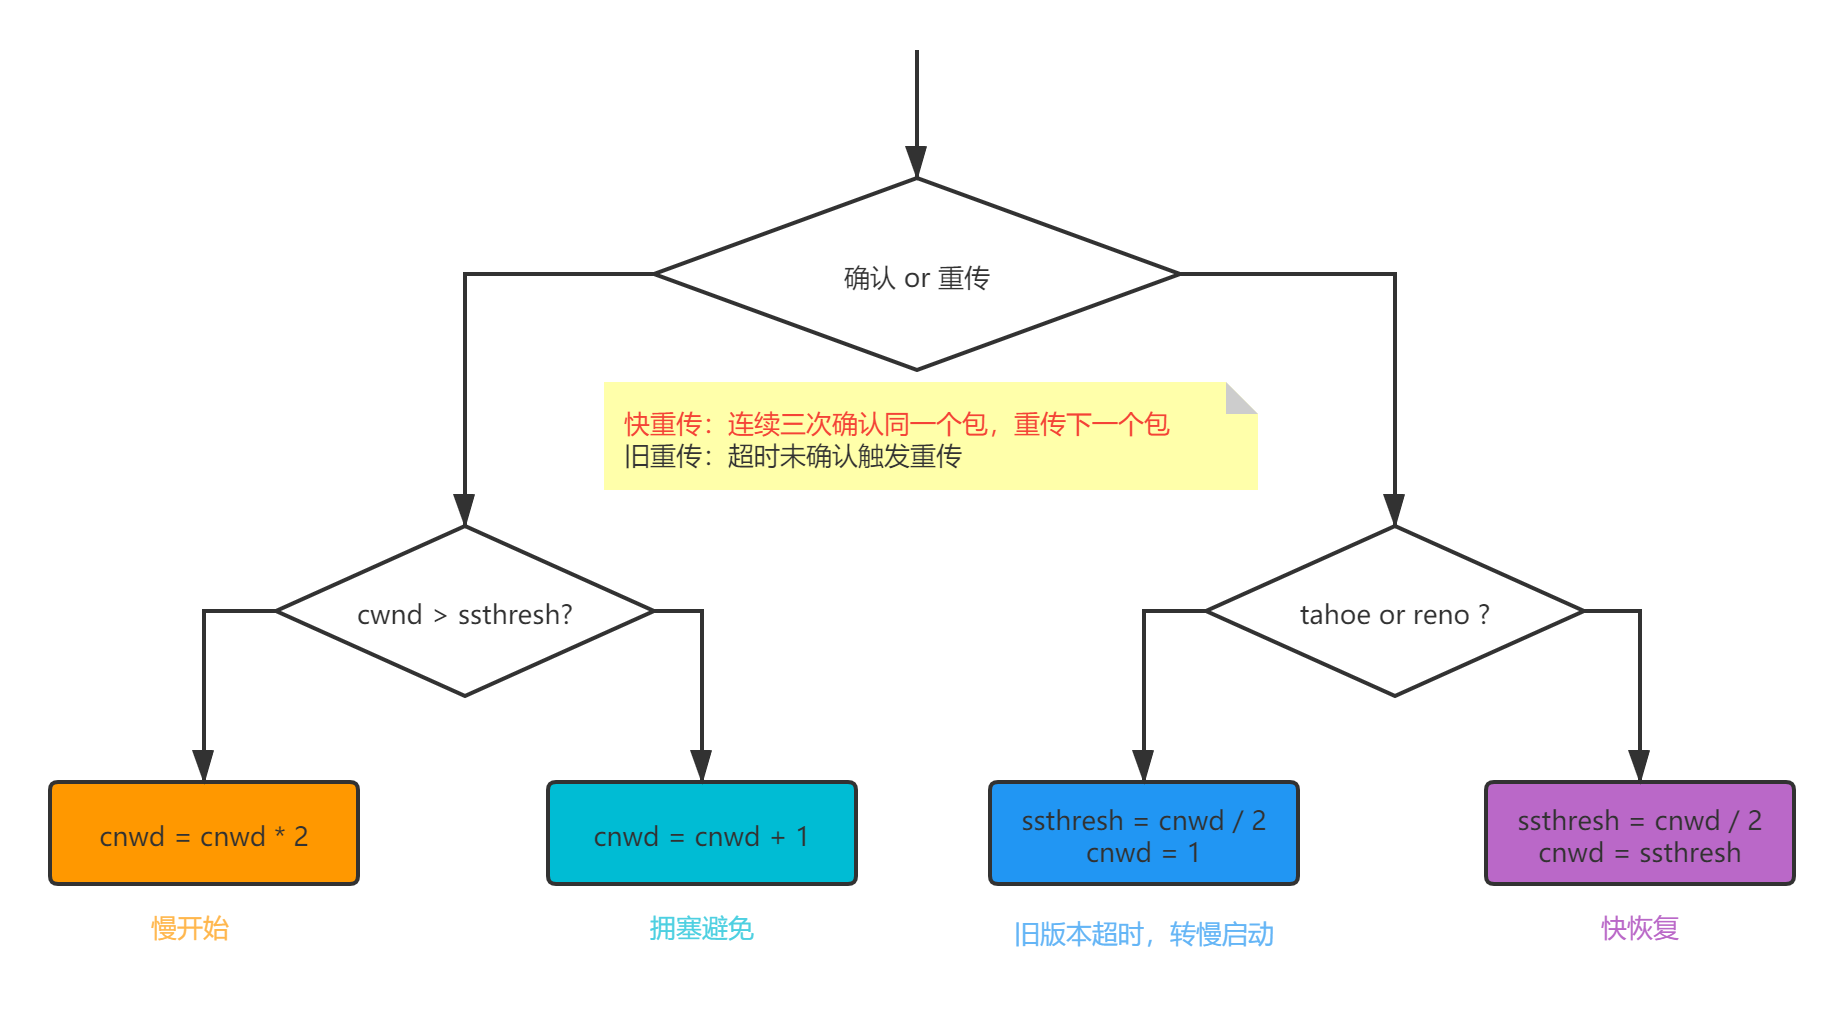 确认 or 重传
快重传：连续三次确认同一个包，重传下一个包
旧重传：超时未确认触发重传
cwnd > ssthresh?
tahoe or reno ?
cnwd = cnwd * 2
cnwd = cnwd + 1
ssthresh = cnwd / 2
cnwd = 1
ssthresh = cnwd / 2
cnwd = ssthresh
慢开始
拥塞避免
旧版本超时，转慢启动
快恢复